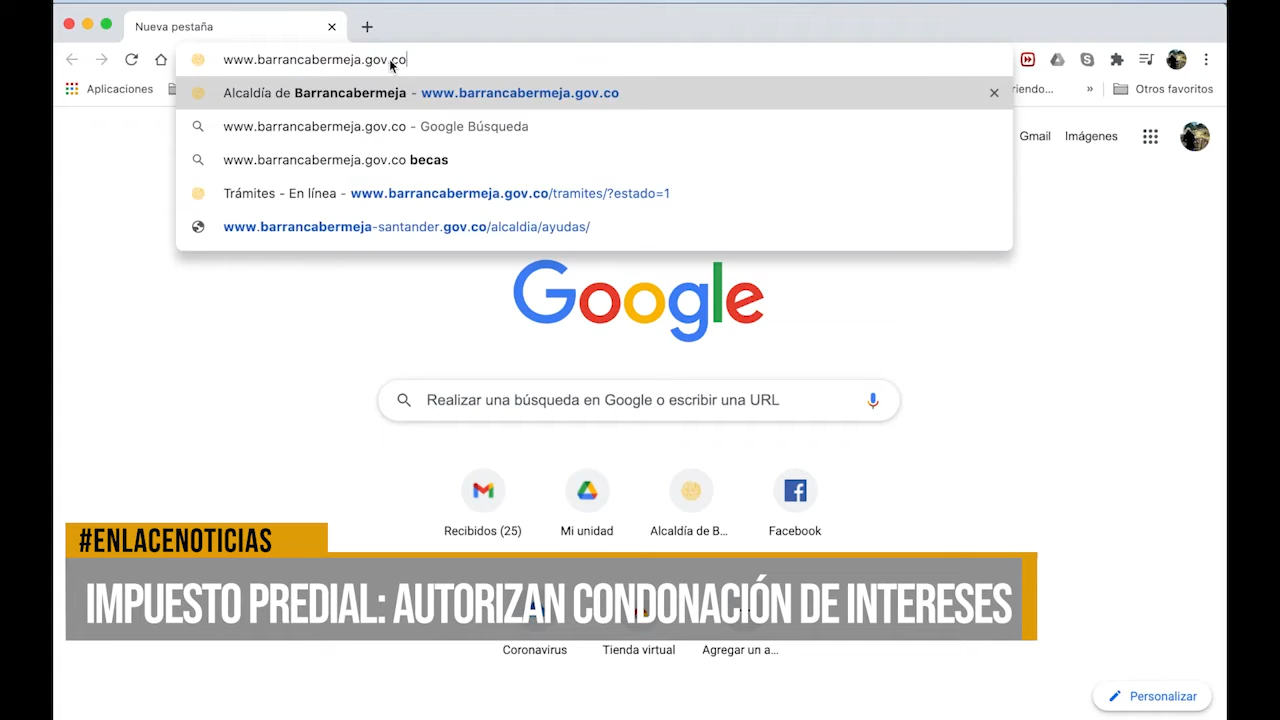 Nueva pestaña
www.barrancabermeja.gov.co
Aplicaciones
riendo...
»
Otros favoritos
Alcaldía de Barrancabermeja - www.barrancabermeja.gov.co
www.barrancabermeja.gov.co - Google Búsqueda
www.barrancabermeja.gov.co becas
Trámites - En línea - www.barrancabermeja.gov.co/tramites/?estado=1
www.barrancabermeja-santander.gov.co/alcaldia/ayudas/
Gmail
Imágenes
Google
Realizar una búsqueda en Google o escribir una URL
Recibidos (25)
Mi unidad
Alcaldía de B...
Facebook
#ENLACENOTICIAS
IMPUESTO PREDIAL: AUTORIZAN CONDONACIÓN DE INTERESES
Coronavirus
Tienda virtual
Agregar un a...
Personalizar